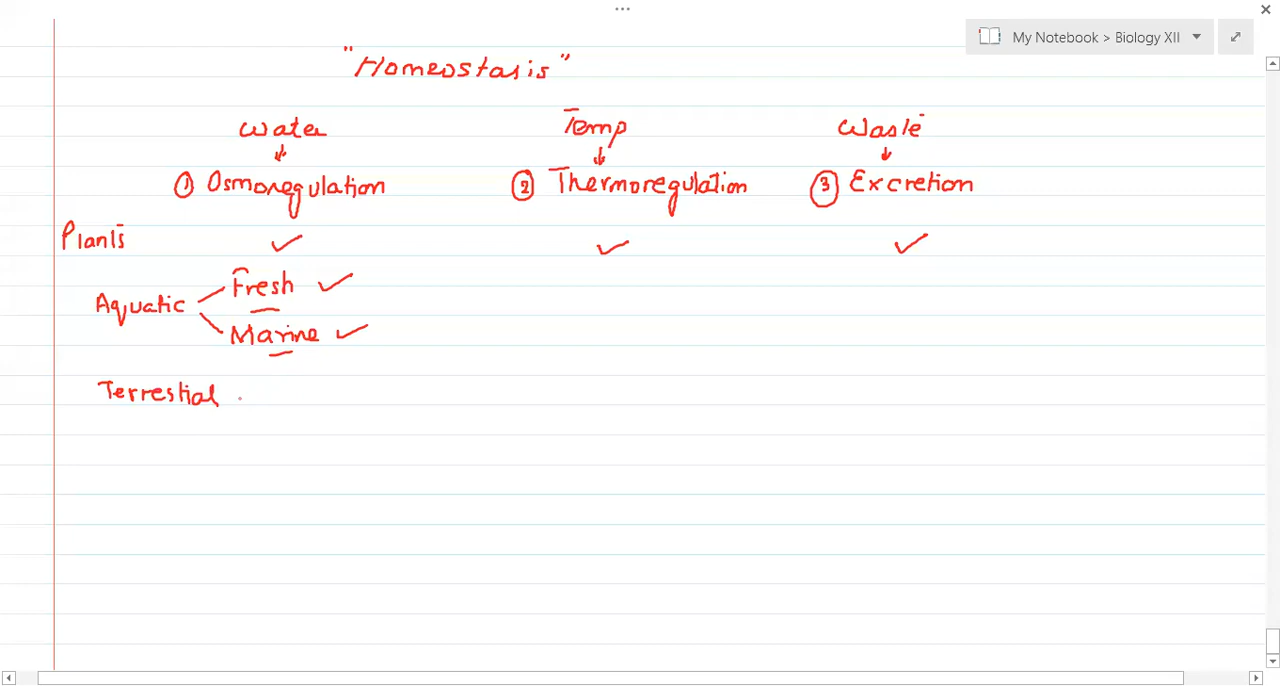 My Notebook > Biology XII
"Homeostasis"
Water Temp Waste
① Osmoregulation ② Thermoregulation ③ Excretion
Plants ✓ ✓ ✓
Fresh ✓
Aquatic
Marine ✓
Terrestial